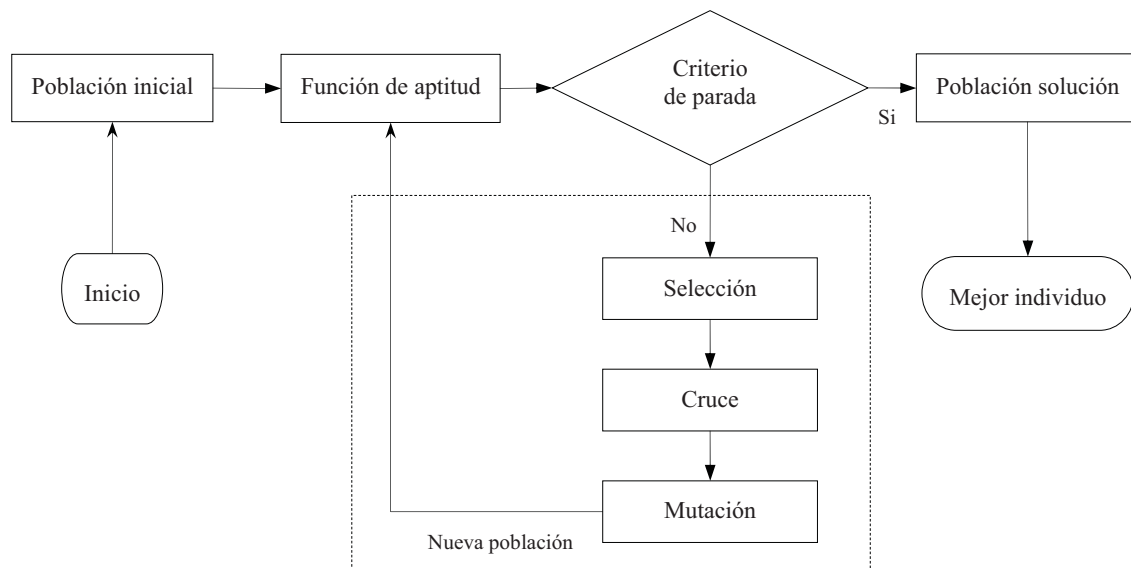 Población inicial
Función de aptitud
Criterio
de parada
Si
Población solución
No
Inicio
Selección
Mejor individuo
Cruce
Mutación
Nueva población